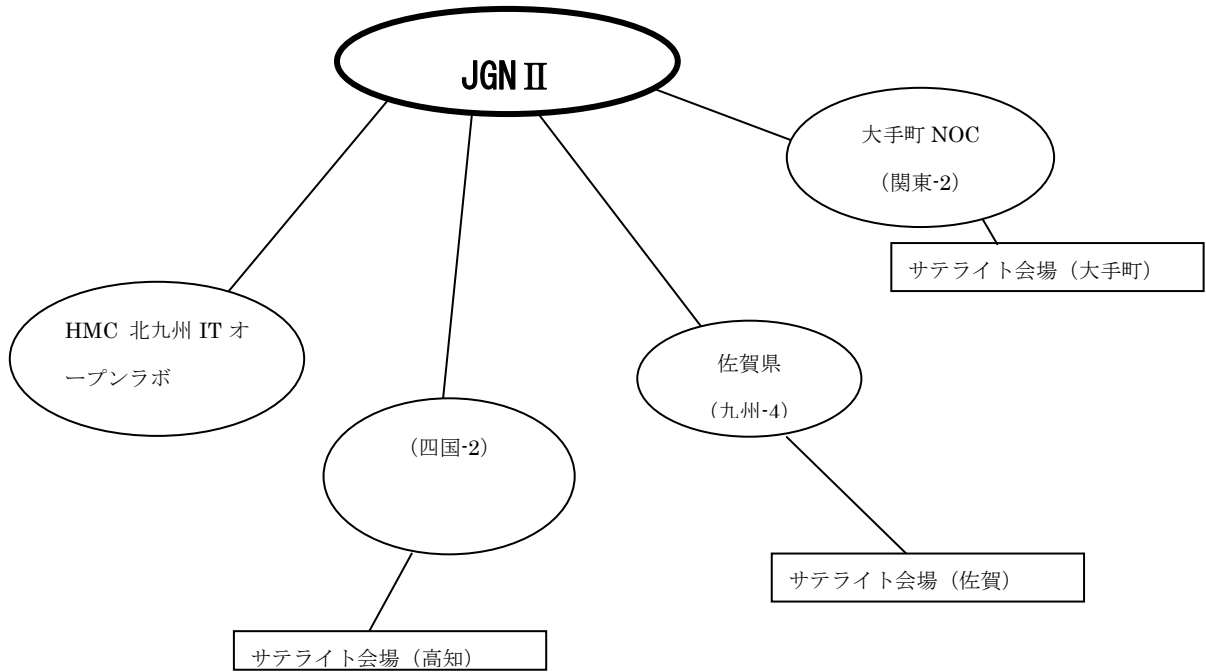 JGNⅡ
大手町 NOC
（関東-2）
サテライト会場（大手町）
HMC 北九州 IT オ
ープンラボ
佐賀県
（九州-4）
（四国-2）
サテライト会場（佐賀）
サテライト会場（高知）